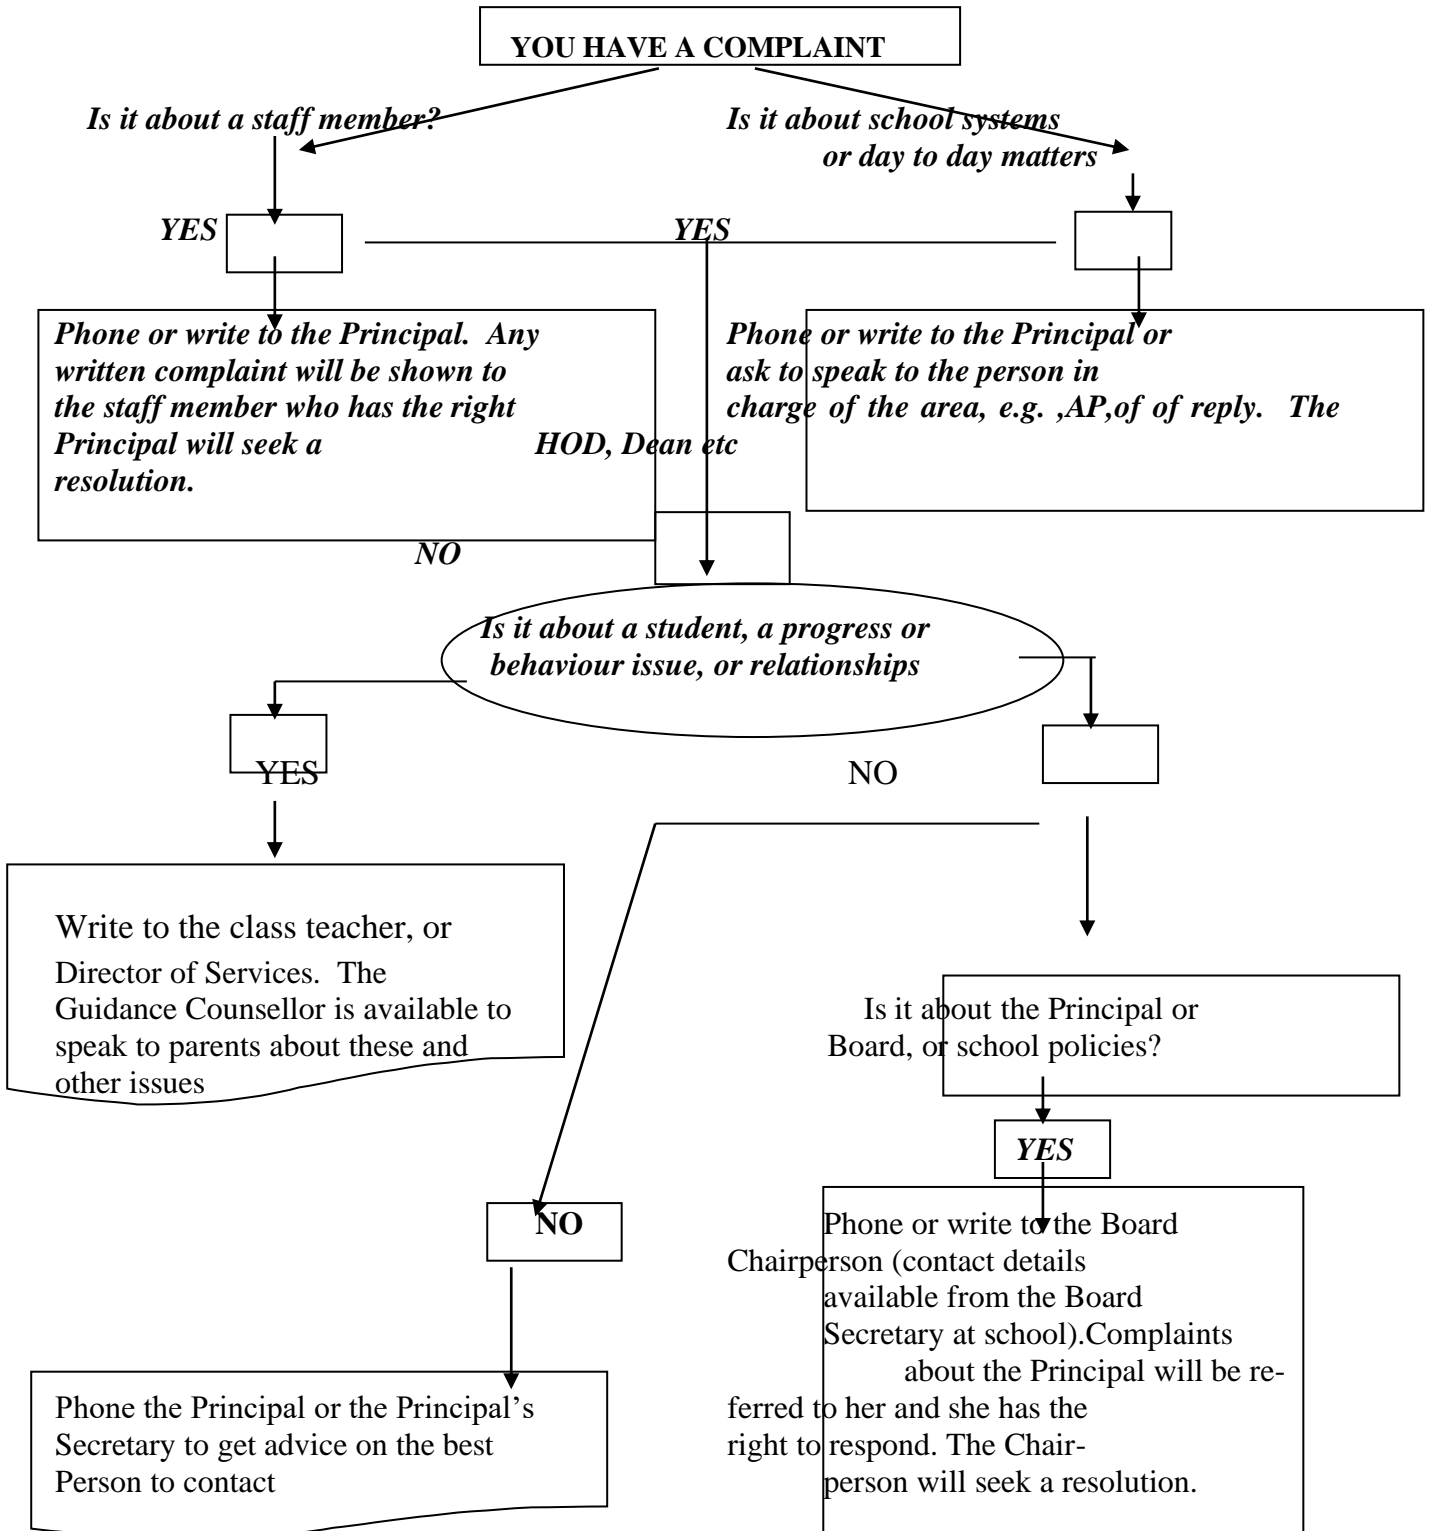 YOU HAVE A COMPLAINT
Is it about a staff member?
Is it about school systems
or day to day matters
YES
YES
Phone or write to the Principal.  Any
written complaint will be shown to
the staff member who has the right
Principal will seek a
resolution.
Phone or write to the Principal or
ask to speak to the person in
charge of the area, e.g. ,AP,of of reply.  The
HOD, Dean etc
NO
Is it about a student, a progress or
behaviour issue, or relationships
YES
NO
Write to the class teacher, or
Director of Services.  The
Guidance Counsellor is available to
speak to parents about these and
other issues
Is it about the Principal or
Board, or school policies?
YES
NO
Phone or write to the Board
Chairperson (contact details
available from the Board
Secretary at school).Complaints
about the Principal will be re-
ferred to her and she has the
right to respond. The Chair-
person will seek a resolution.
Phone the Principal or the Principal’s
Secretary to get advice on the best
Person to contact